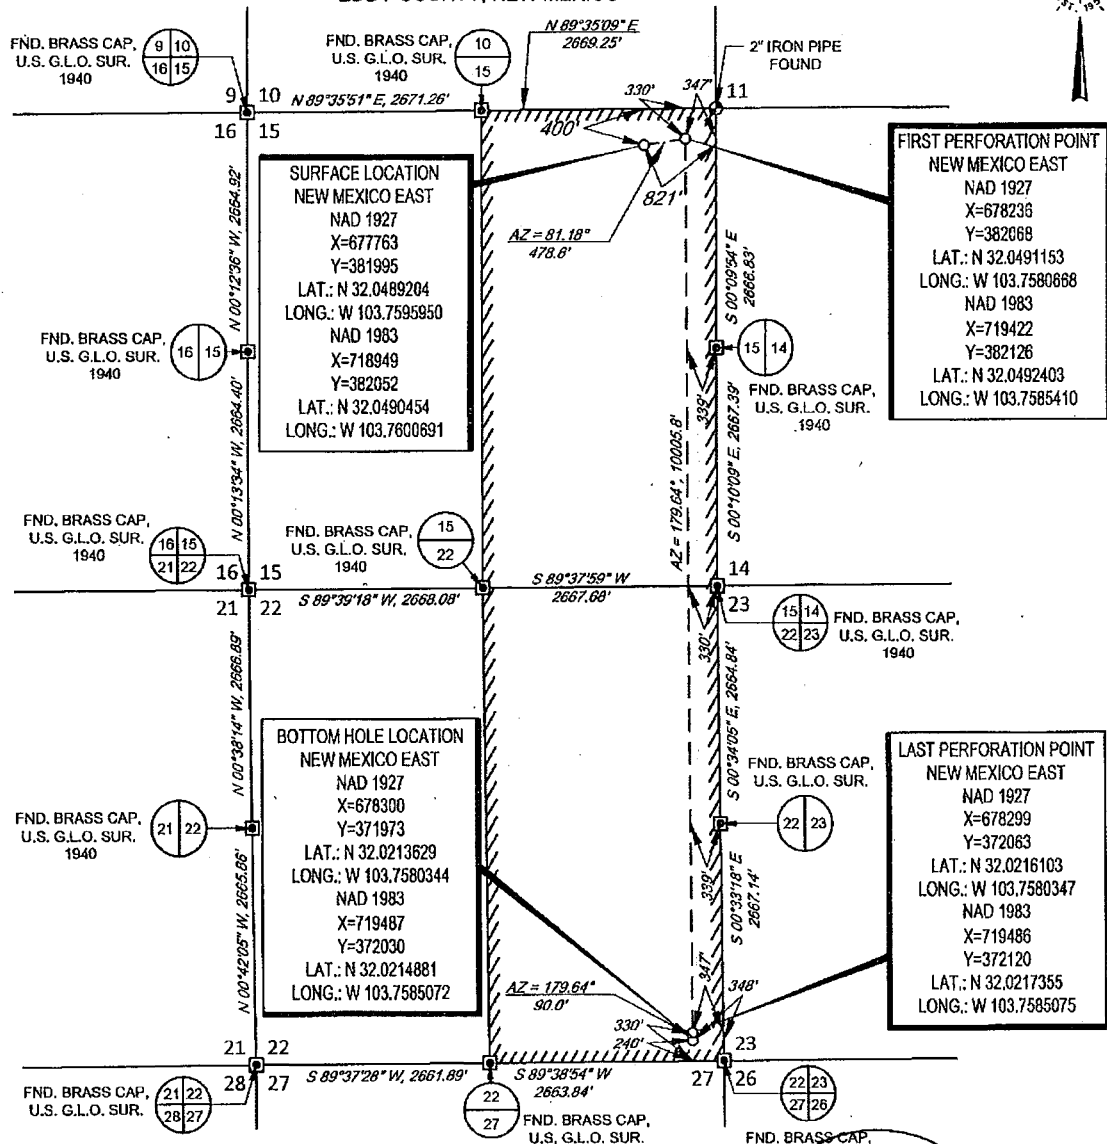 N 89°35'09" E
2669.25'
FND. BRASS CAP,
U.S. G.L.O. SUR.
1940
9 10
16 15
FND. BRASS CAP,
U.S. G.L.O. SUR.
1940
10
15
2" IRON PIPE
FOUND
9 10
N 89°35'51" E, 2671.26'
330'
347'
11
16 15
400'
821'
SURFACE LOCATION
NEW MEXICO EAST
NAD 1927
X=677763
Y=381995
LAT.: N 32.0489204
LONG.: W 103.7595950
NAD 1983
X=718949
Y=382052
LAT.: N 32.0490454
LONG.: W 103.7600691
FIRST PERFORATION POINT
NEW MEXICO EAST
NAD 1927
X=678236
Y=382068
LAT.: N 32.0491153
LONG.: W 103.7580668
NAD 1983
X=719422
Y=382126
LAT.: N 32.0492403
LONG.: W 103.7585410
AZ = 81.18°
478.6'
N 00°12'36" W, 2664.92'
S 00°09'54" E
2666.83'
FND. BRASS CAP,
U.S. G.L.O. SUR.
1940
16 15
15 14
FND. BRASS CAP,
U.S. G.L.O. SUR.
1940
339'
N 00°13'34" W, 2664.40'
AZ = 179.64°, 10005.8'
S 00°10'09" E, 2667.39'
FND. BRASS CAP,
U.S. G.L.O. SUR.
1940
16 15
21 22
FND. BRASS CAP,
U.S. G.L.O. SUR.
1940
15
22
16 15
14
S 89°37'59" W
2667.68'
21 22
S 89°39'18" W, 2668.08'
23
15 14
22 23
FND. BRASS CAP,
U.S. G.L.O. SUR.
1940
330'
N 00°38'14" W, 2666.89'
S 00°34'05" E, 2664.84'
BOTTOM HOLE LOCATION
NEW MEXICO EAST
NAD 1927
X=678300
Y=371973
LAT.: N 32.0213629
LONG.: W 103.7580344
NAD 1983
X=719487
Y=372030
LAT.: N 32.0214881
LONG.: W 103.7585072
LAST PERFORATION POINT
NEW MEXICO EAST
NAD 1927
X=678299
Y=372063
LAT.: N 32.0216103
LONG.: W 103.7580347
NAD 1983
X=719486
Y=372120
LAT.: N 32.0217355
LONG.: W 103.7585075
FND. BRASS CAP,
U.S. G.L.O. SUR.
22 23
FND. BRASS CAP,
U.S. G.L.O. SUR.
1940
21 22
339'
N 00°42'05" W, 2665.86'
S 00°33'18" E
2667.14'
AZ = 179.64°
90.0'
347'
348'
330'
240'
21 22
23
28 27
S 89°37'28" W, 2661.89'
S 89°38'54" W
2663.84'
27 26
FND. BRASS CAP,
U.S. G.L.O. SUR.
21 22
28 27
22
27
FND. BRASS CAP,
U.S. G.L.O. SUR.
22 23
27 26
FND. BRASS CAP,